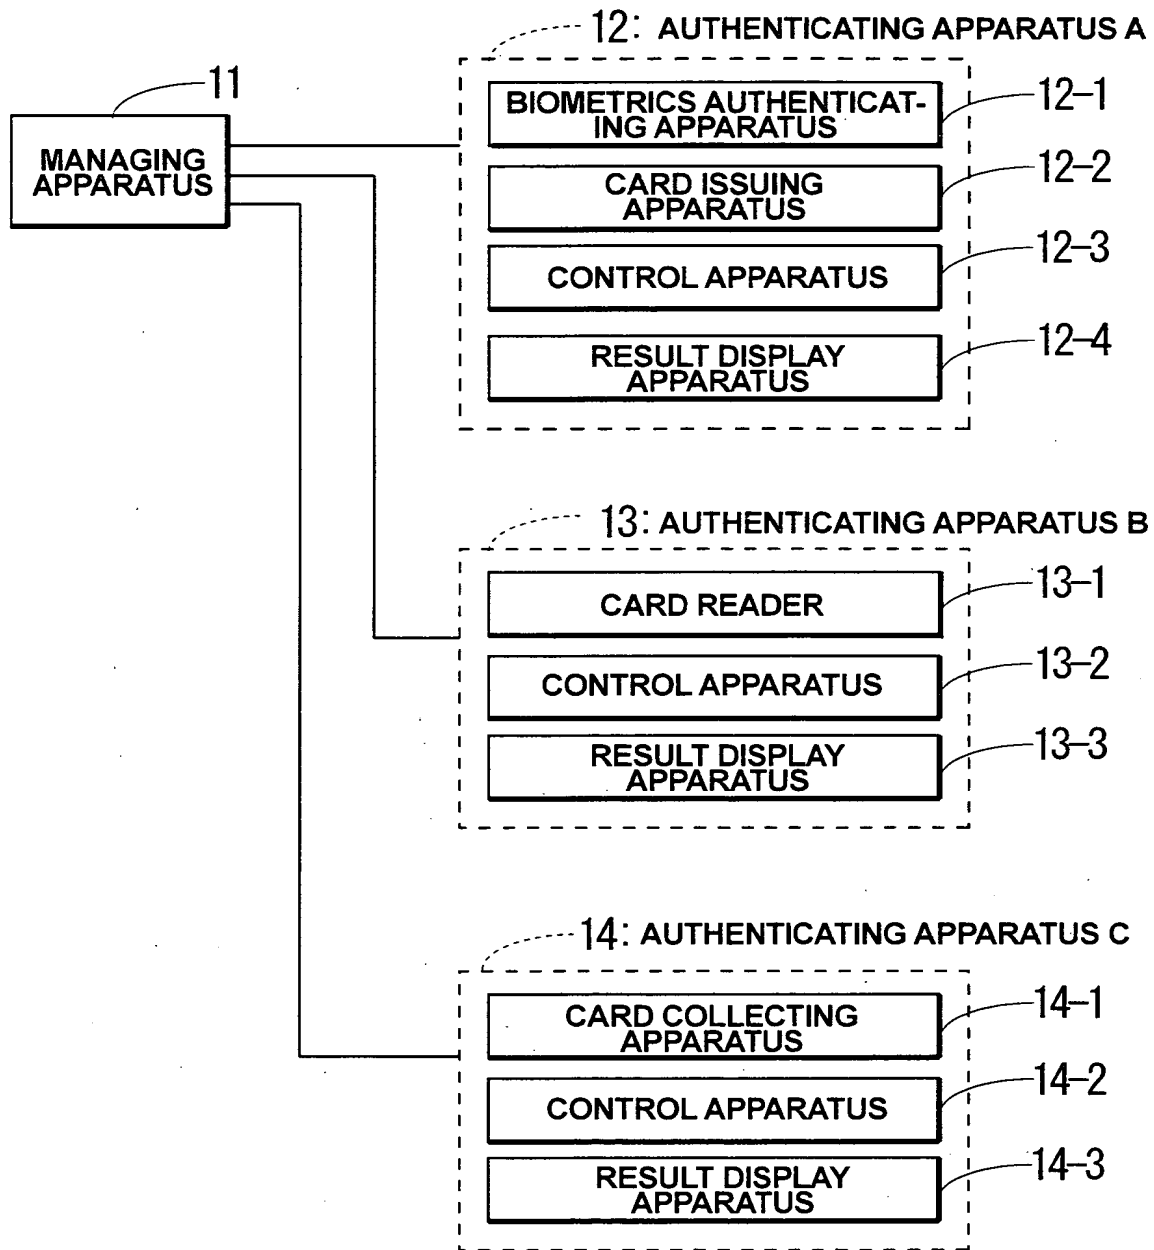 11
MANAGING
APPARATUS
12: AUTHENTICATING APPARATUS A
BIOMETRICS AUTHENTICAT-
ING APPARATUS
12-1
CARD ISSUING
APPARATUS
12-2
CONTROL APPARATUS
12-3
RESULT DISPLAY
APPARATUS
12-4
13: AUTHENTICATING APPARATUS B
CARD READER
13-1
CONTROL APPARATUS
13-2
RESULT DISPLAY
APPARATUS
13-3
14: AUTHENTICATING APPARATUS C
CARD COLLECTING
APPARATUS
14-1
CONTROL APPARATUS
14-2
RESULT DISPLAY
APPARATUS
14-3